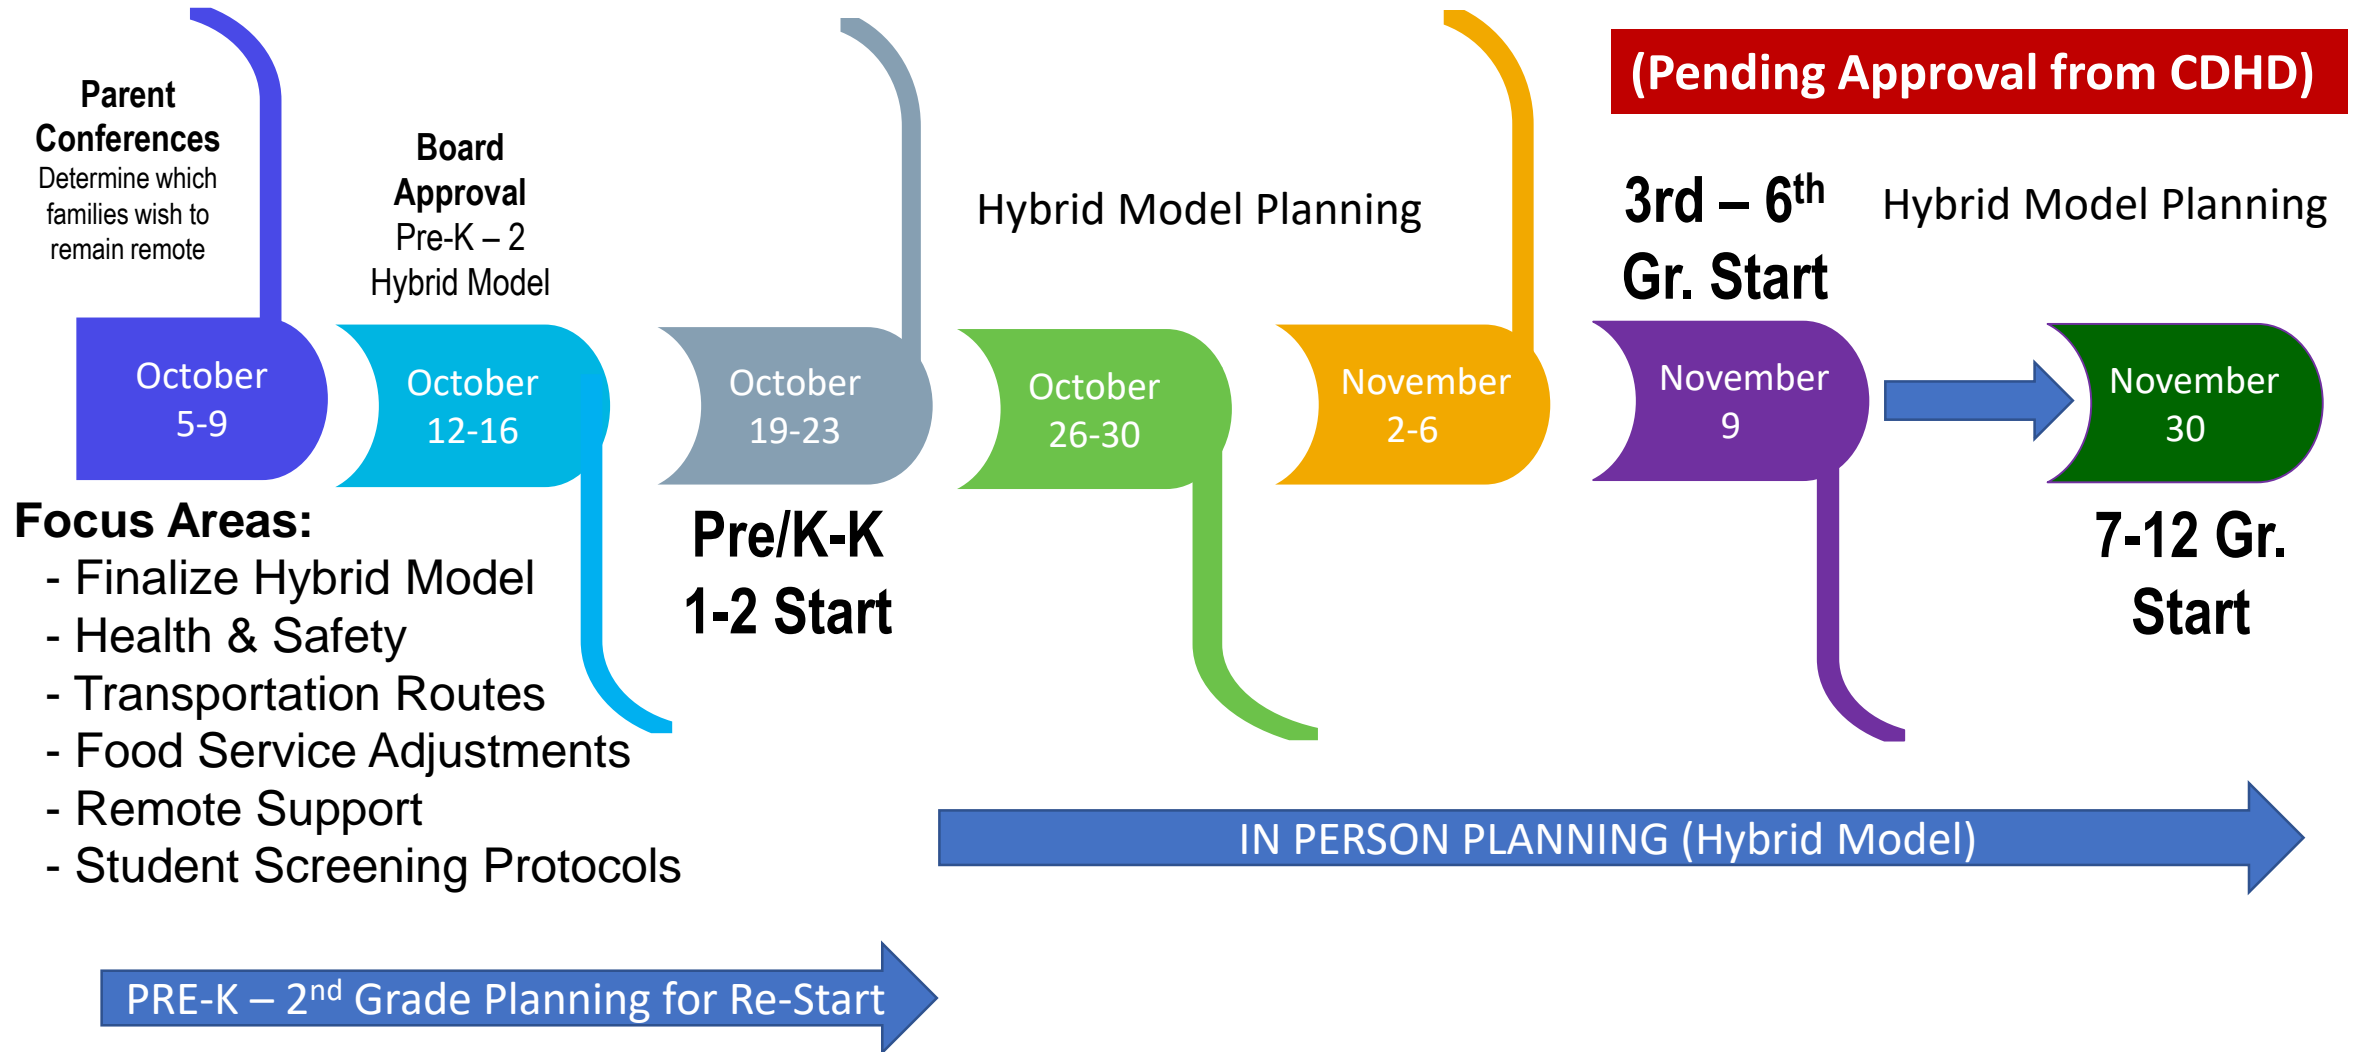 (Pending Approval from CDHD)
Parent
Conferences
Determine which
families wish to
remain remote
Board
Approval
Pre-K – 2
Hybrid Model
Hybrid Model Planning
3rd – 6th
Gr. Start
Hybrid Model Planning
October
5-9
October
12-16
October
19-23
October
26-30
November
2-6
November
9
November
30
Focus Areas:
- Finalize Hybrid Model
- Health & Safety
- Transportation Routes
- Food Service Adjustments
- Remote Support
- Student Screening Protocols
Pre/K-K
1-2 Start
7-12 Gr.
Start
IN PERSON PLANNING (Hybrid Model)
PRE-K – 2nd Grade Planning for Re-Start